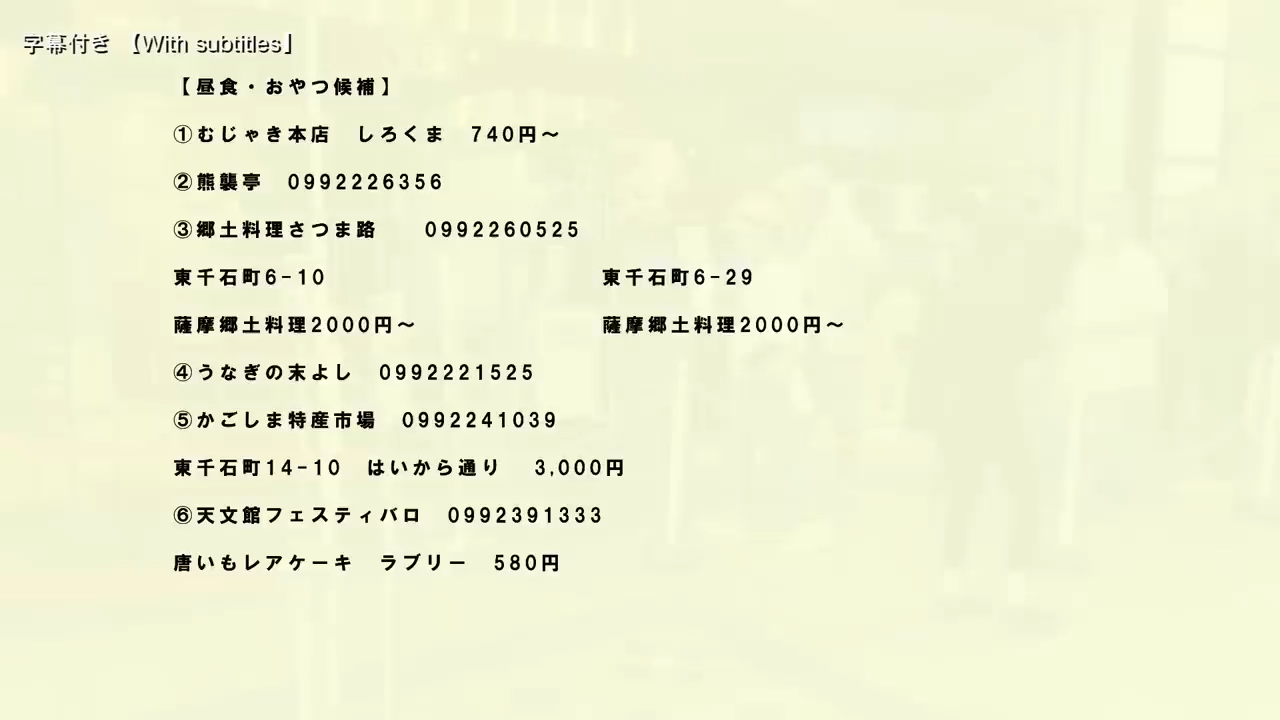 字幕付き 【With subtitles】
【昼食・おやつ候補】
①むじゃき本店　しろくま　740円～
②熊襲亭　0992226356
③郷土料理さつま路　　0992260525
東千石町6-10　　東千石町6-29
薩摩郷土料理2000円～　　薩摩郷土料理2000円～
④うなぎの末よし　0992221525
⑤かごしま特産市場　0992241039
東千石町14-10　はいから通り　3,000円
⑥天文館フェスティバロ　0992391333
唐いもレアケーキ　ラブリー　580円